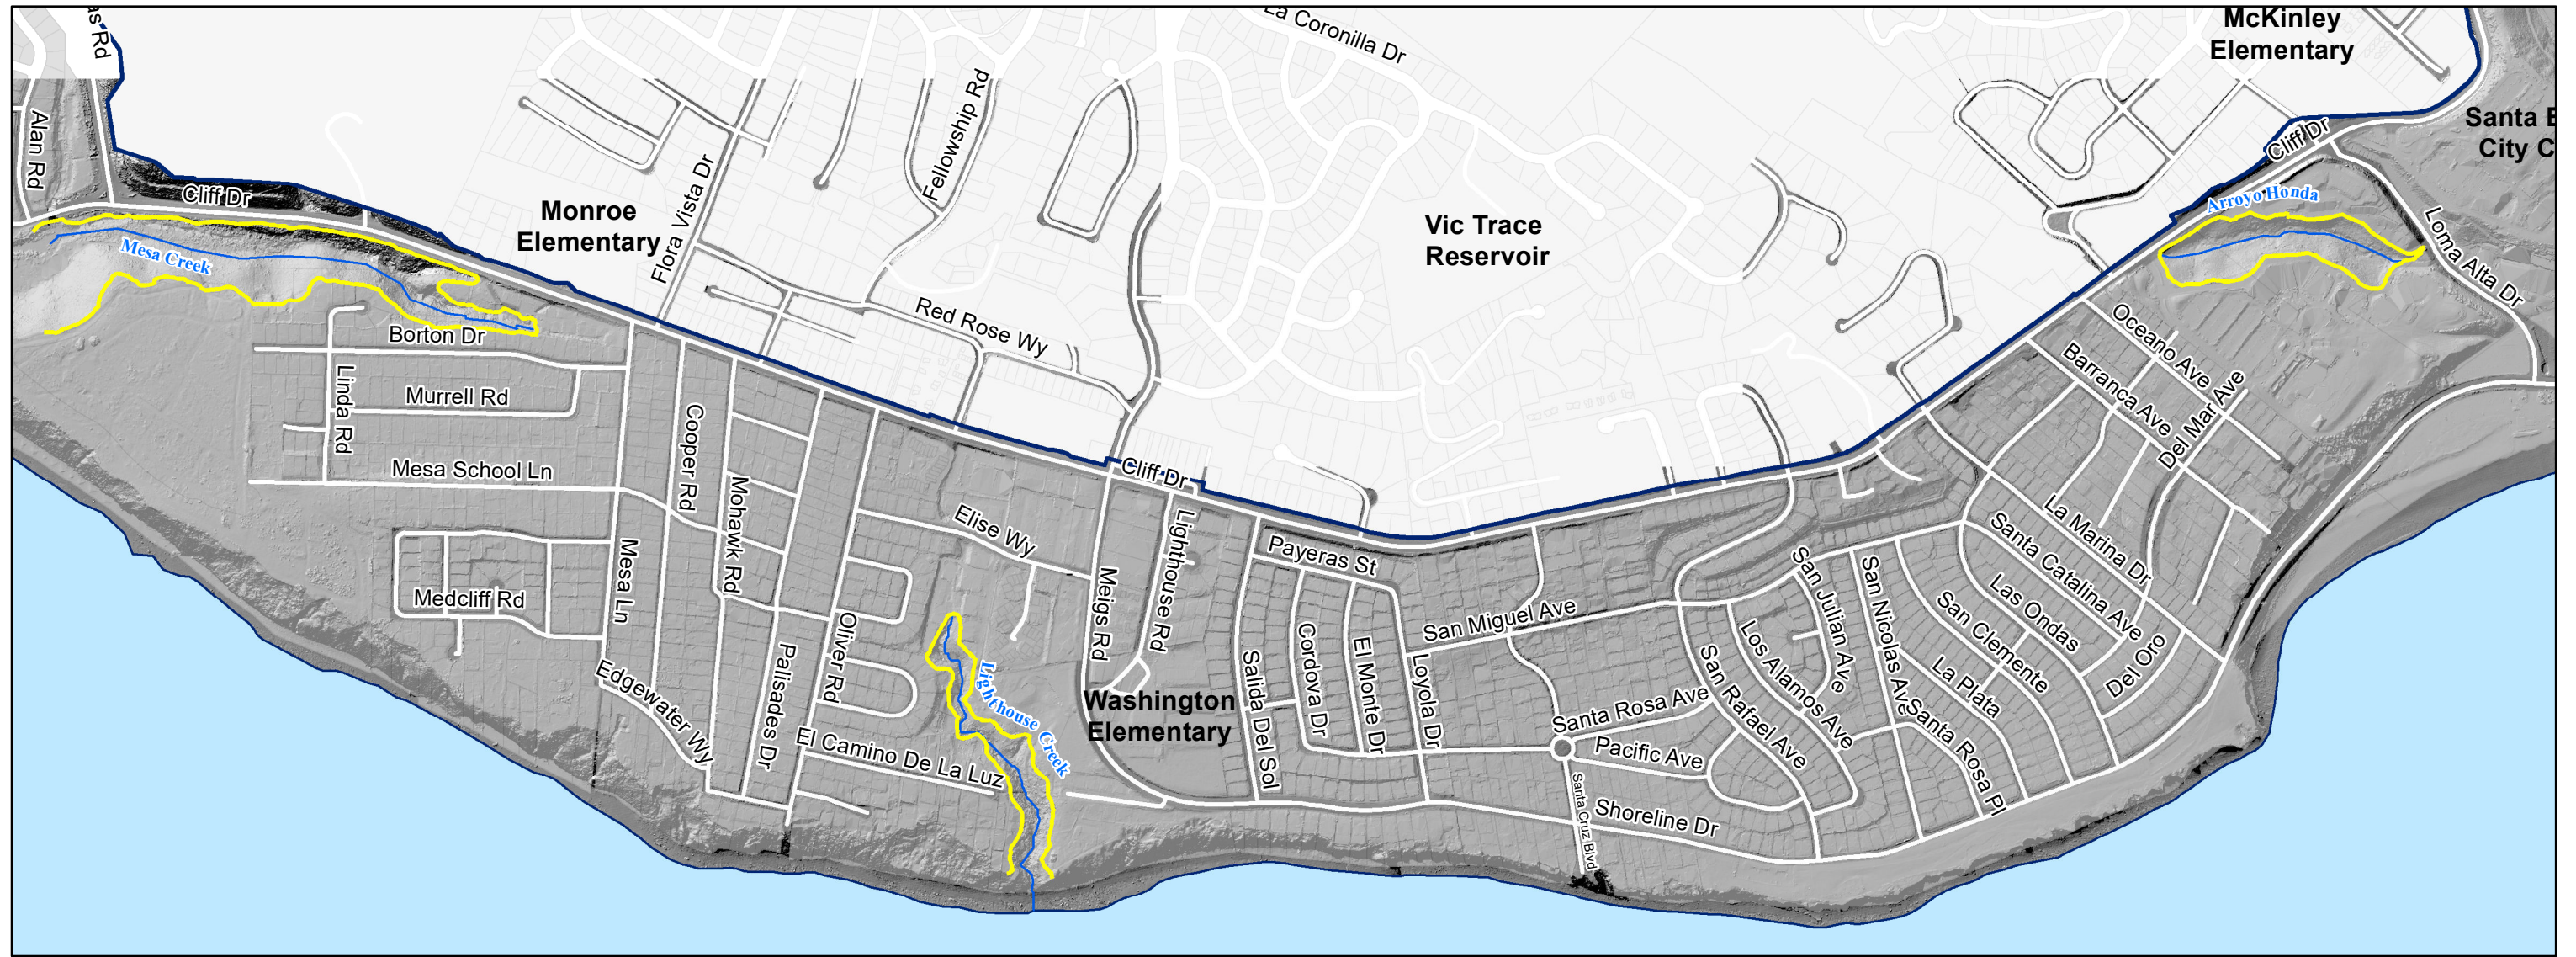 as Rd
La Coronilla Dr
McKinley
Elementary
Alan Rd
Fellowship Rd
Santa B
City C
Cliff Dr
Cliff Dr
Flora Vista Dr
Monroe
Elementary
Vic Trace
Reservoir
Arroyo Honda
Loma Alta Dr
Mesa Creek
Borton Dr
Red Rose Wy
Oceano Ave
Barranca Ave
Del Mar Ave
Linda Rd
Murrell Rd
Cooper Rd
Mesa School Ln
Mohawk Rd
Cliff Dr
Elise Wy
Lighthouse Rd
Meigs Rd
Payeras St
La Marina Dr
Santa Catalina Ave
Las Ondas
San Clemente
La Plata
Del Oro
Medcliff Rd
Mesa Ln
Oliver Rd
Palisades Dr
Edgewater Wy
El Camino De La Luz
Lighthouse Creek
Washington
Elementary
Salida Del Sol
Cordova Dr
El Monte Dr
Loyola Dr
San Miguel Ave
San Julian Ave
San Nicolas Ave
Los Alamos Ave
San Rafael Ave
Santa Rosa Ave
Pacific Ave
Santa Rosa Pl
Santa Cruz Blvd
Shoreline Dr